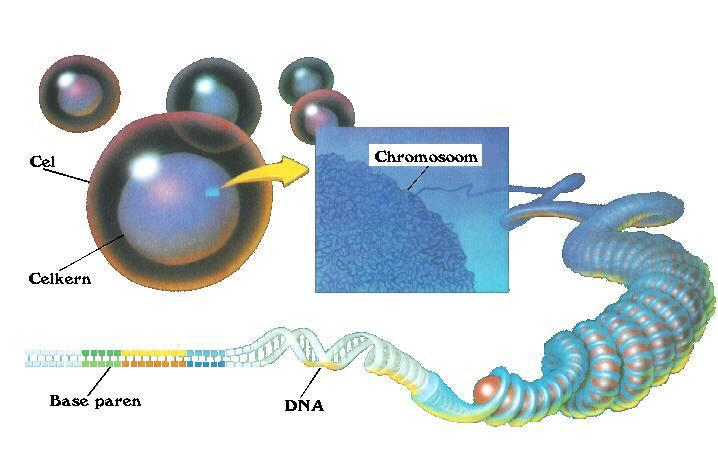 Chromosoom
Cel
Celkern
Base paren
DNA